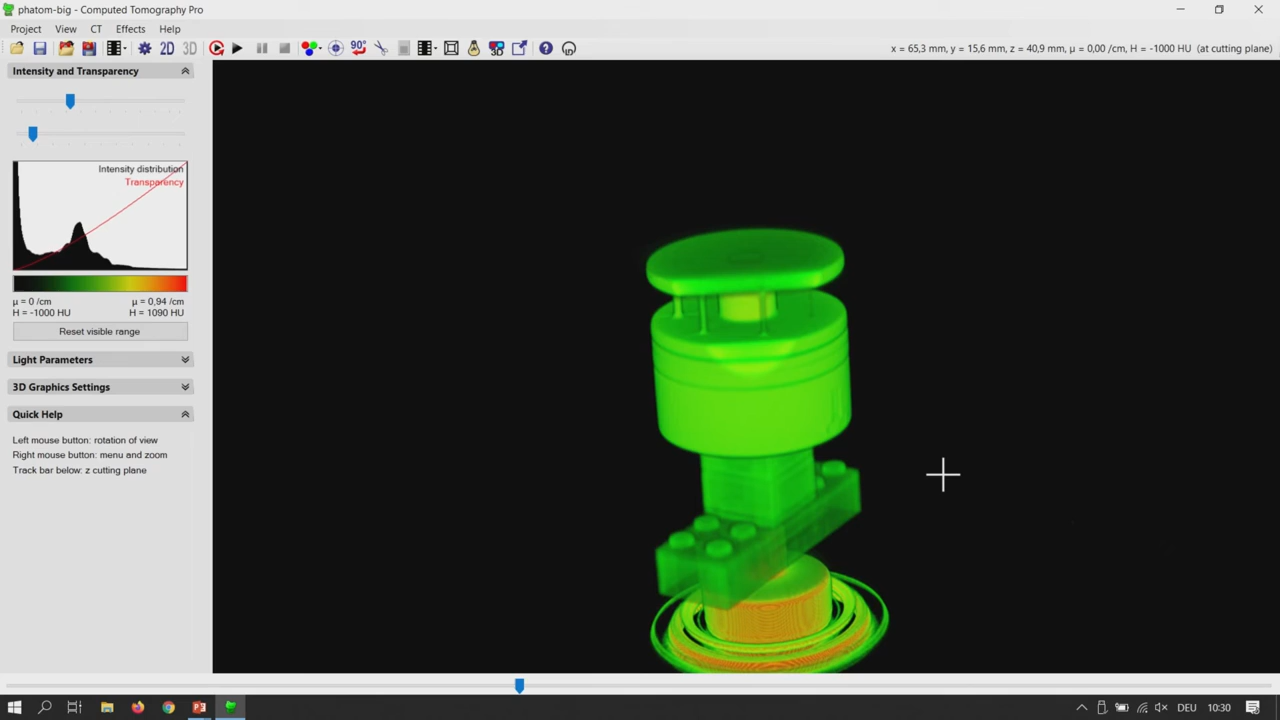 phatom-big - Computed Tomography Pro
Project View CT Effects Help
2D 3D 90° 3D
x = 65,3 mm, y = 15,6 mm, z = 40,9 mm, μ = 0,00 /cm, H = -1000 HU (at cutting plane)
Intensity and Transparency
Intensity distribution
Transparency
μ = 0 /cm μ = 0,94 /cm
H = -1000 HU H = 1090 HU
Reset visible range
Light Parameters
3D Graphics Settings
Quick Help
Left mouse button: rotation of view
Right mouse button: menu and zoom
Track bar below: z cutting plane
DEU 10:30